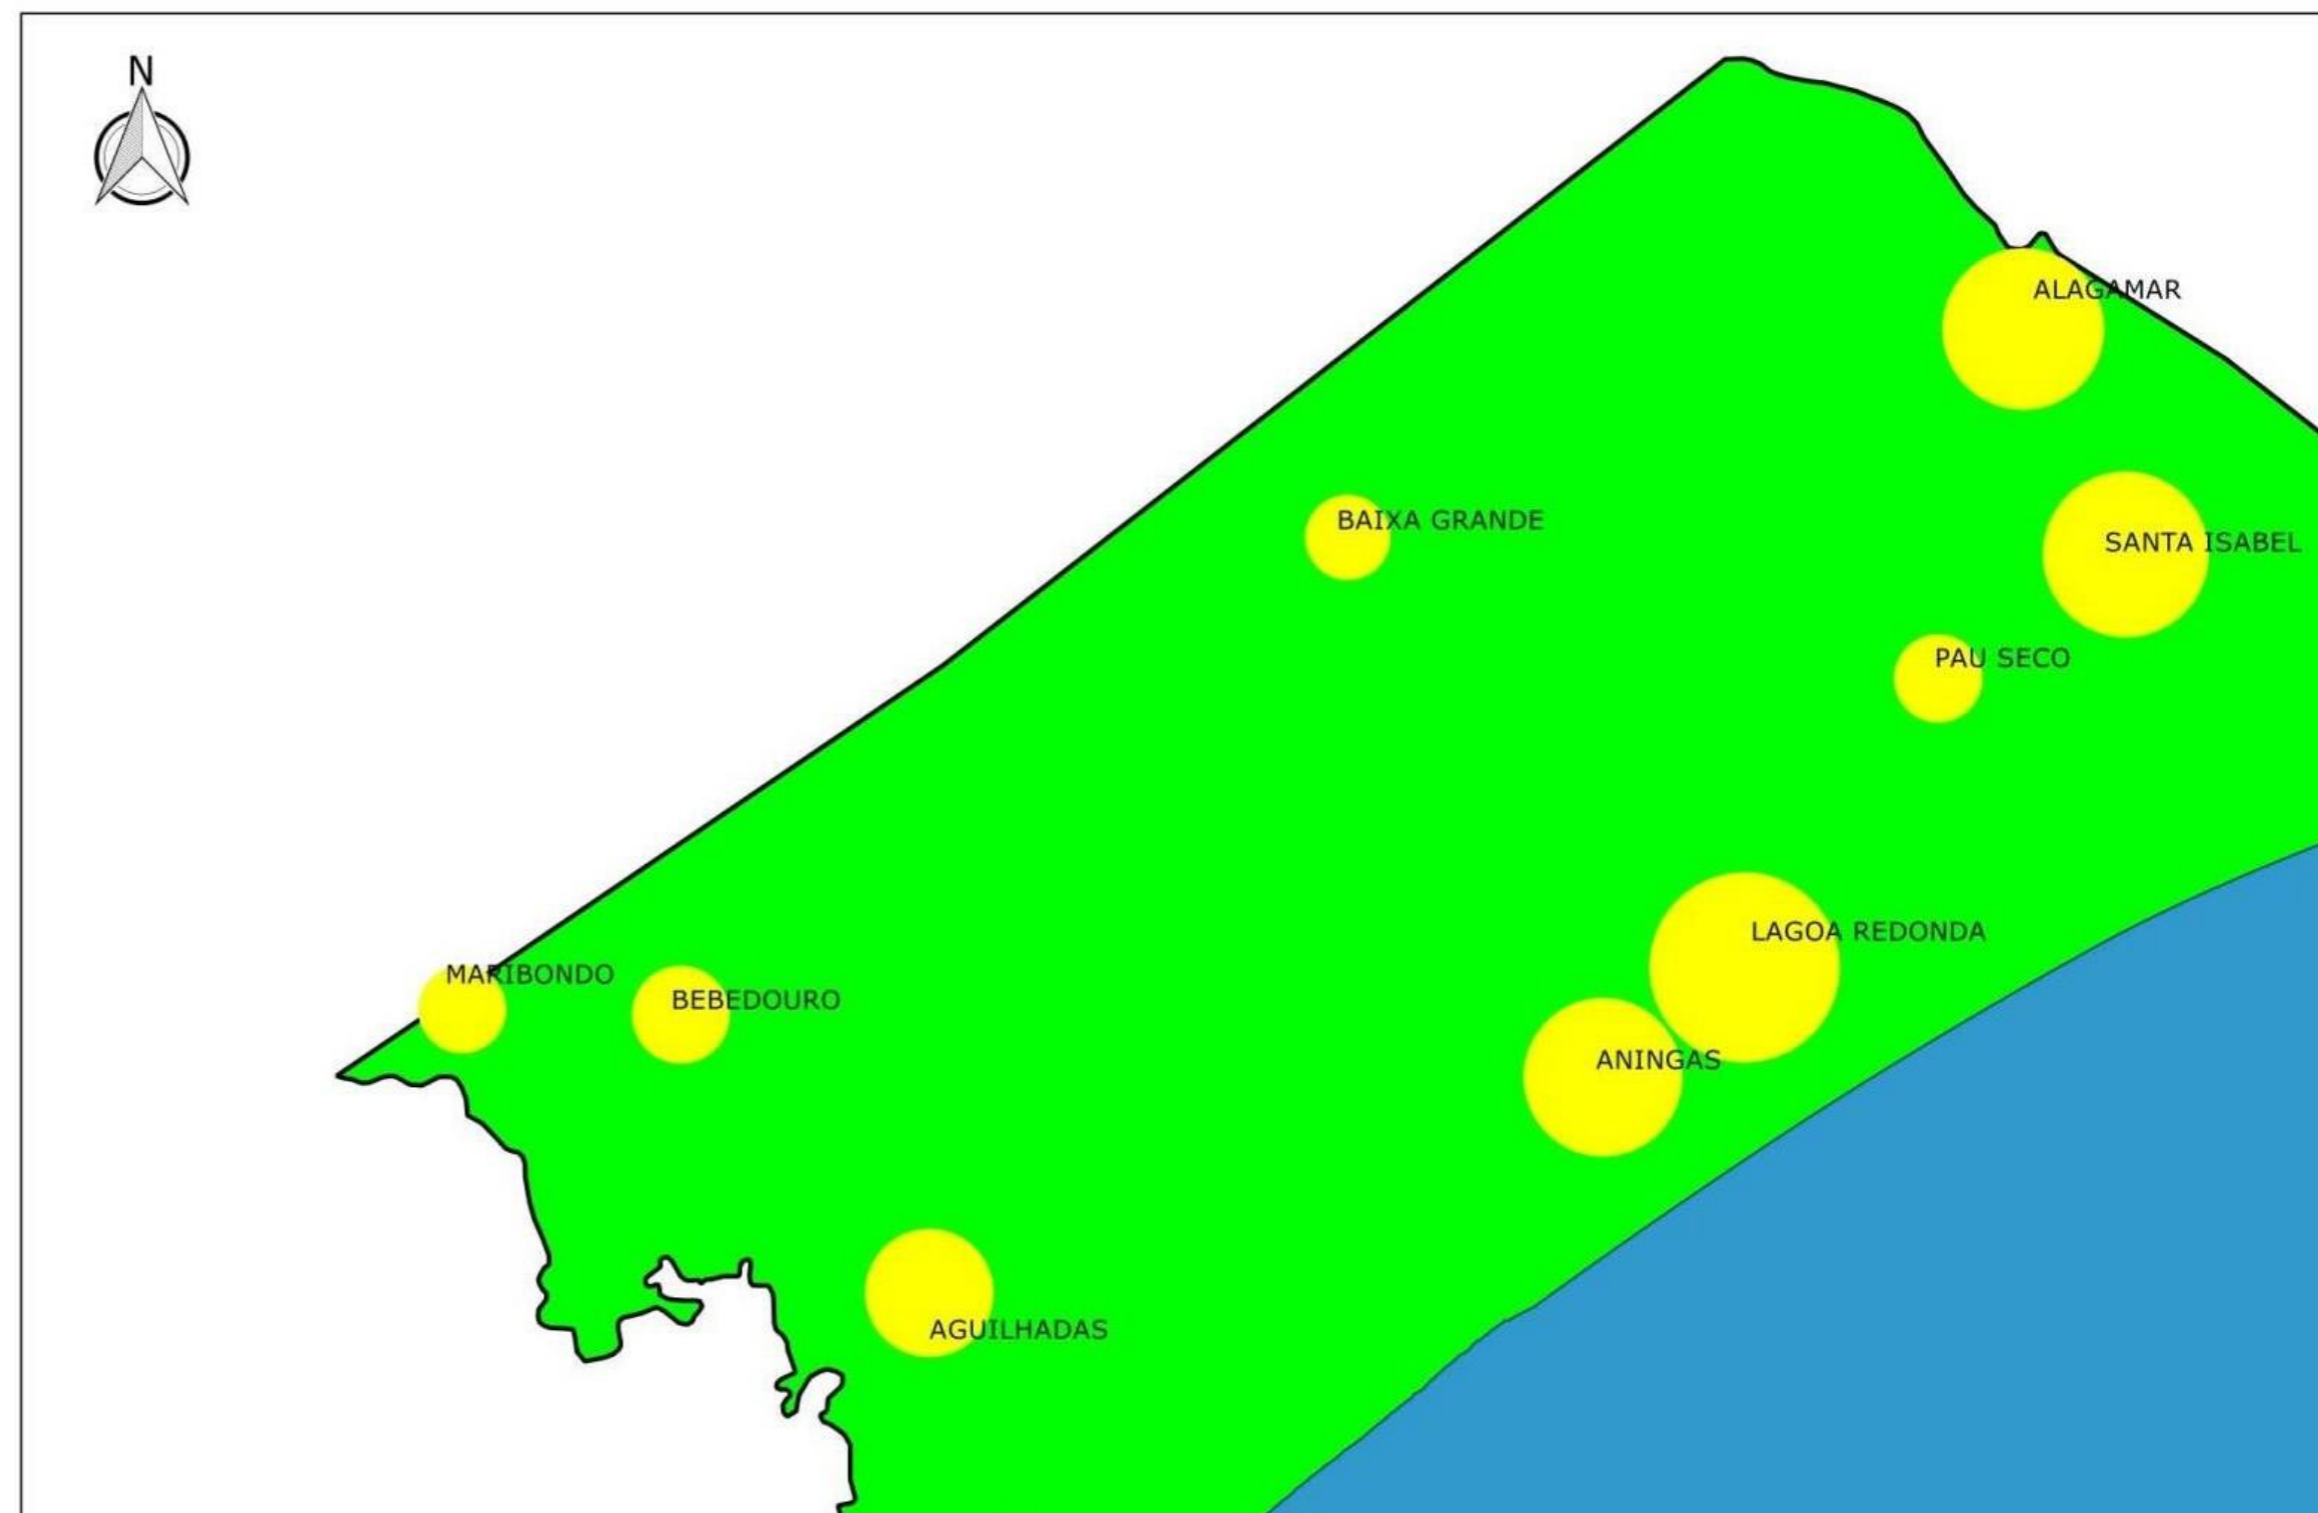 N
ALAGAMAR
BAIXA GRANDE
SANTA ISABEL
PAU SECO
LAGOA REDONDA
MARIBONDO
BEBEDOURO
ANINGAS
AGUILHADAS